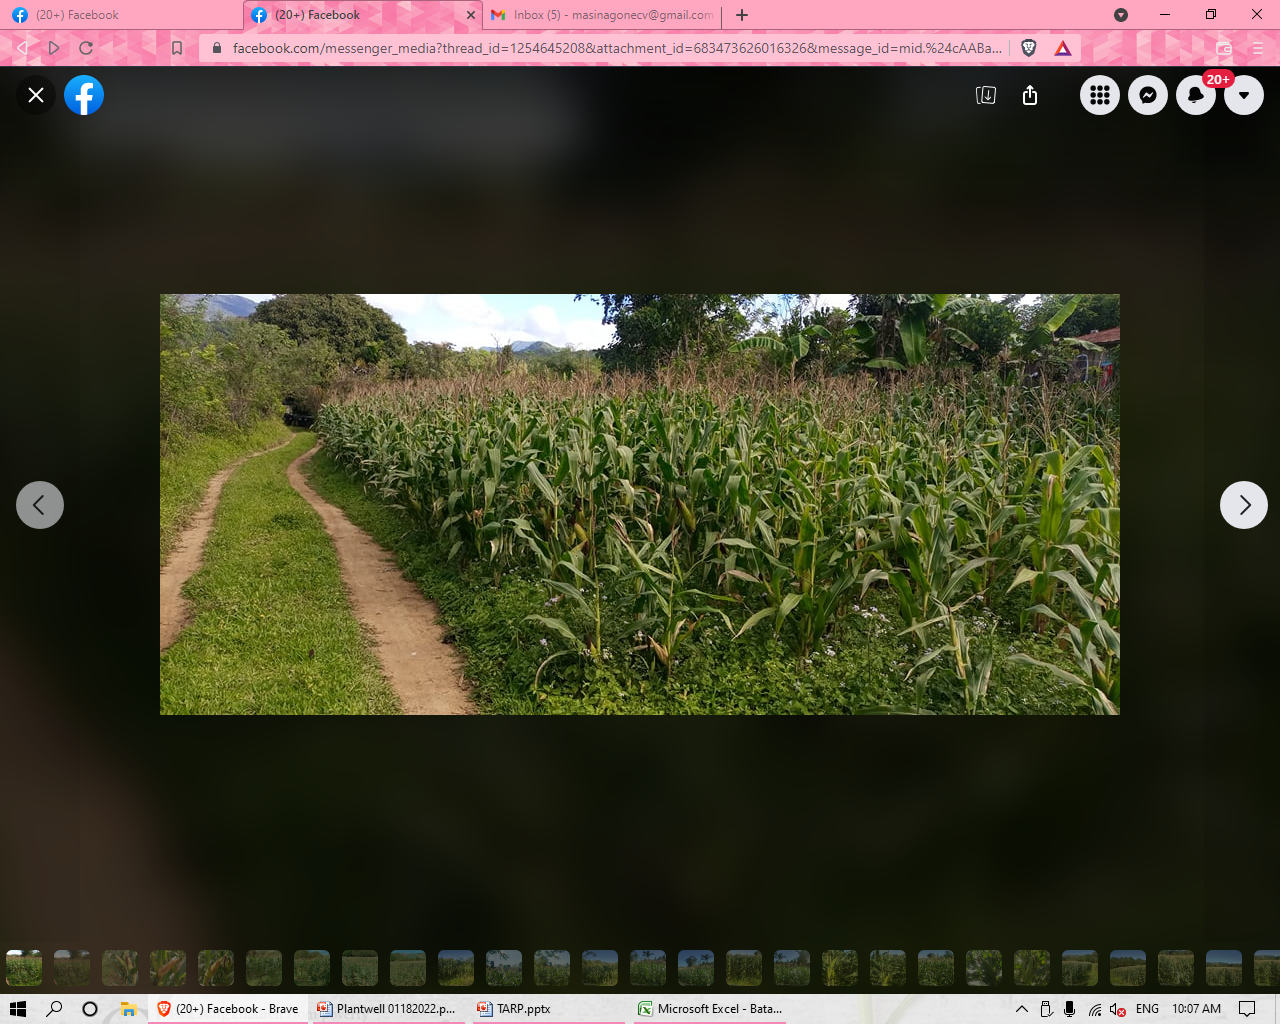 (20+) Facebook
(20+) Facebook
Inbox (5) - masinagonecv@gmail.com
facebook.com/messenger_media?thread_id=1254645208&attachment_id=683473626016326&message_id=mid.%24cAABa...
20+
(20+) Facebook - Brave
Plantwell 01182022.p...
TARP.pptx
Microsoft Excel - Bata...
ENG
10:07 AM